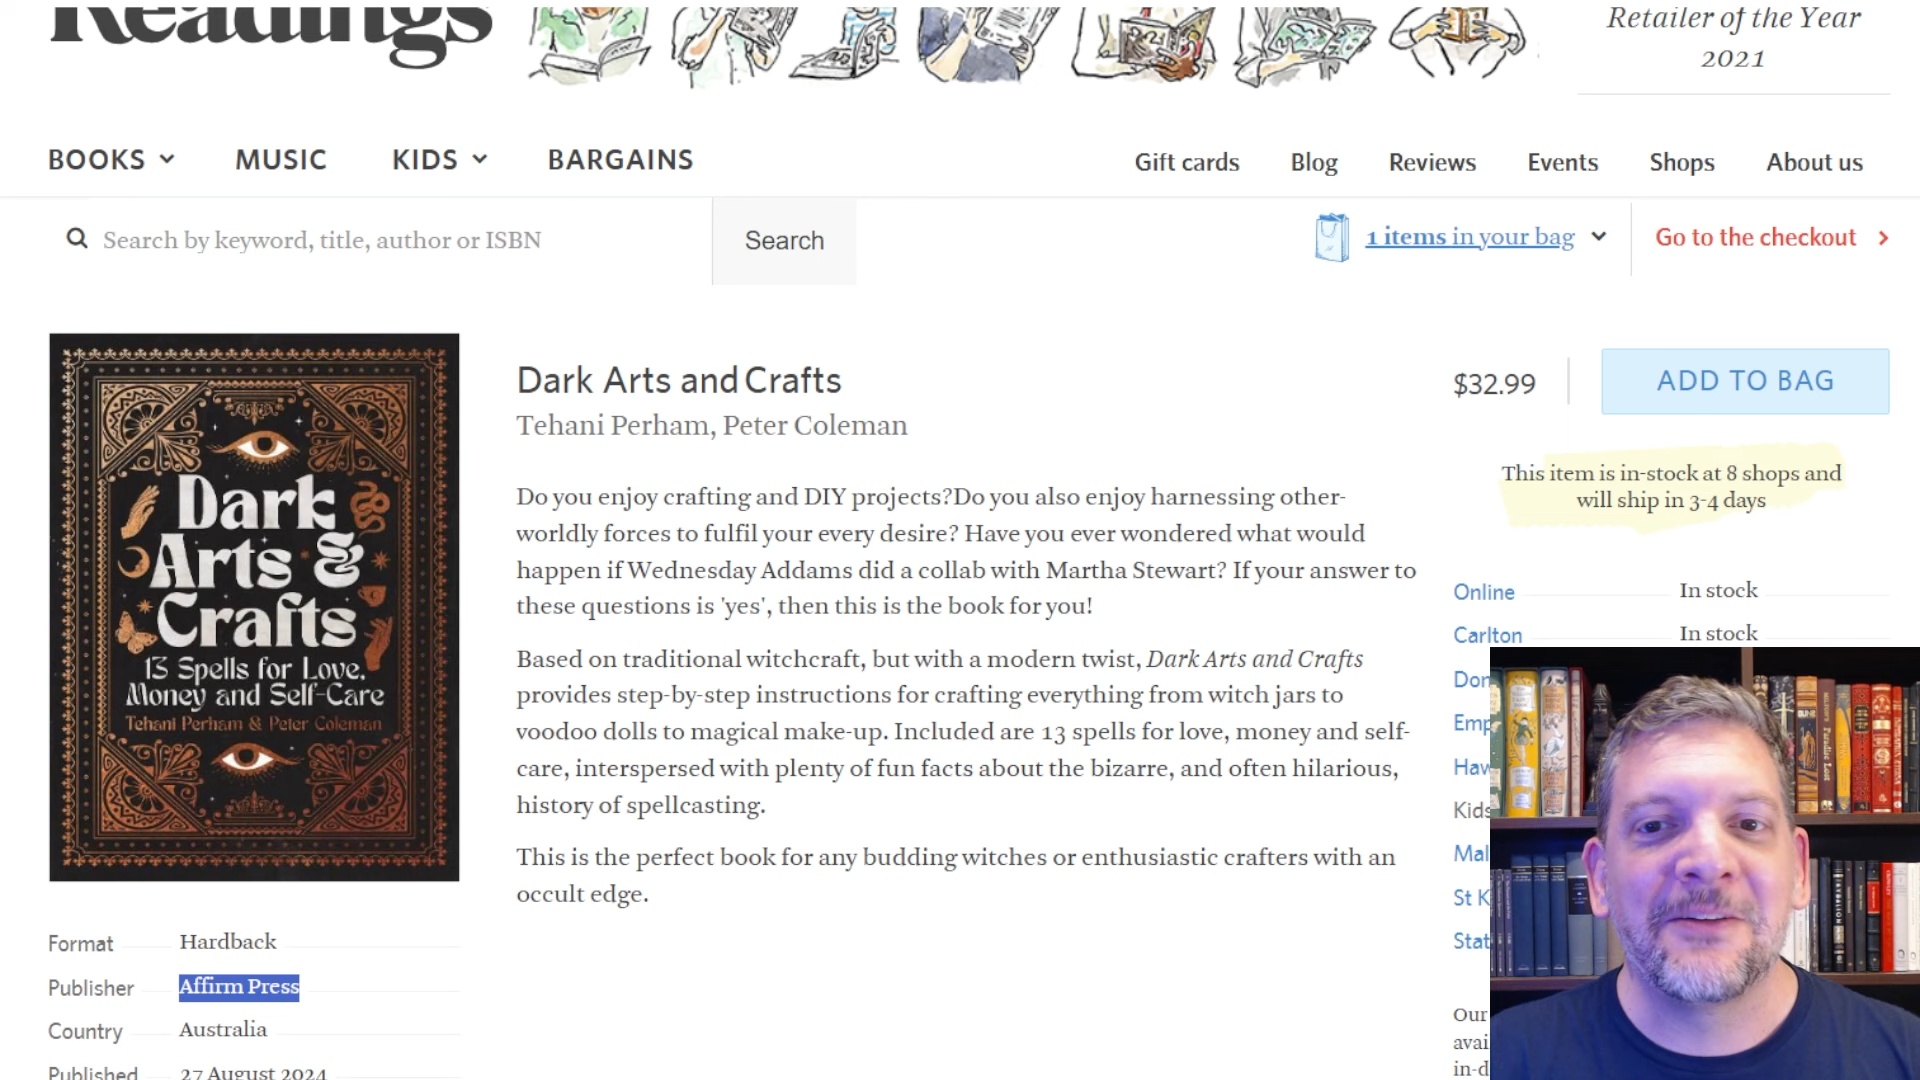 Readings
Retailer of the Year
2021
BOOKS
MUSIC
KIDS
BARGAINS
Gift cards
Blog
Reviews
Events
Shops
About us
Search by keyword, title, author or ISBN
Search
1 items in your bag
Go to the checkout
Dark
Arts &
Crafts
13 Spells for Love,
Money and Self-Care
Tehani Perham & Peter Coleman
Dark Arts and Crafts
Tehani Perham, Peter Coleman
Do you enjoy crafting and DIY projects?Do you also enjoy harnessing other-
worldly forces to fulfil your every desire? Have you ever wondered what would
happen if Wednesday Addams did a collab with Martha Stewart? If your answer to
these questions is 'yes', then this is the book for you!
Based on traditional witchcraft, but with a modern twist, Dark Arts and Crafts
provides step-by-step instructions for crafting everything from witch jars to
voodoo dolls to magical make-up. Included are 13 spells for love, money and self-
care, interspersed with plenty of fun facts about the bizarre, and often hilarious,
history of spellcasting.
This is the perfect book for any budding witches or enthusiastic crafters with an
occult edge.
$32.99
ADD TO BAG
This item is in-stock at 8 shops and
will ship in 3-4 days
Online In stock
Carlton In stock
Don
Emp
Haw
Kids
Mal
St K
Stat
Our
avai
in-d
Format Hardback
Publisher Affirm Press
Country Australia
Published 27 August 2024